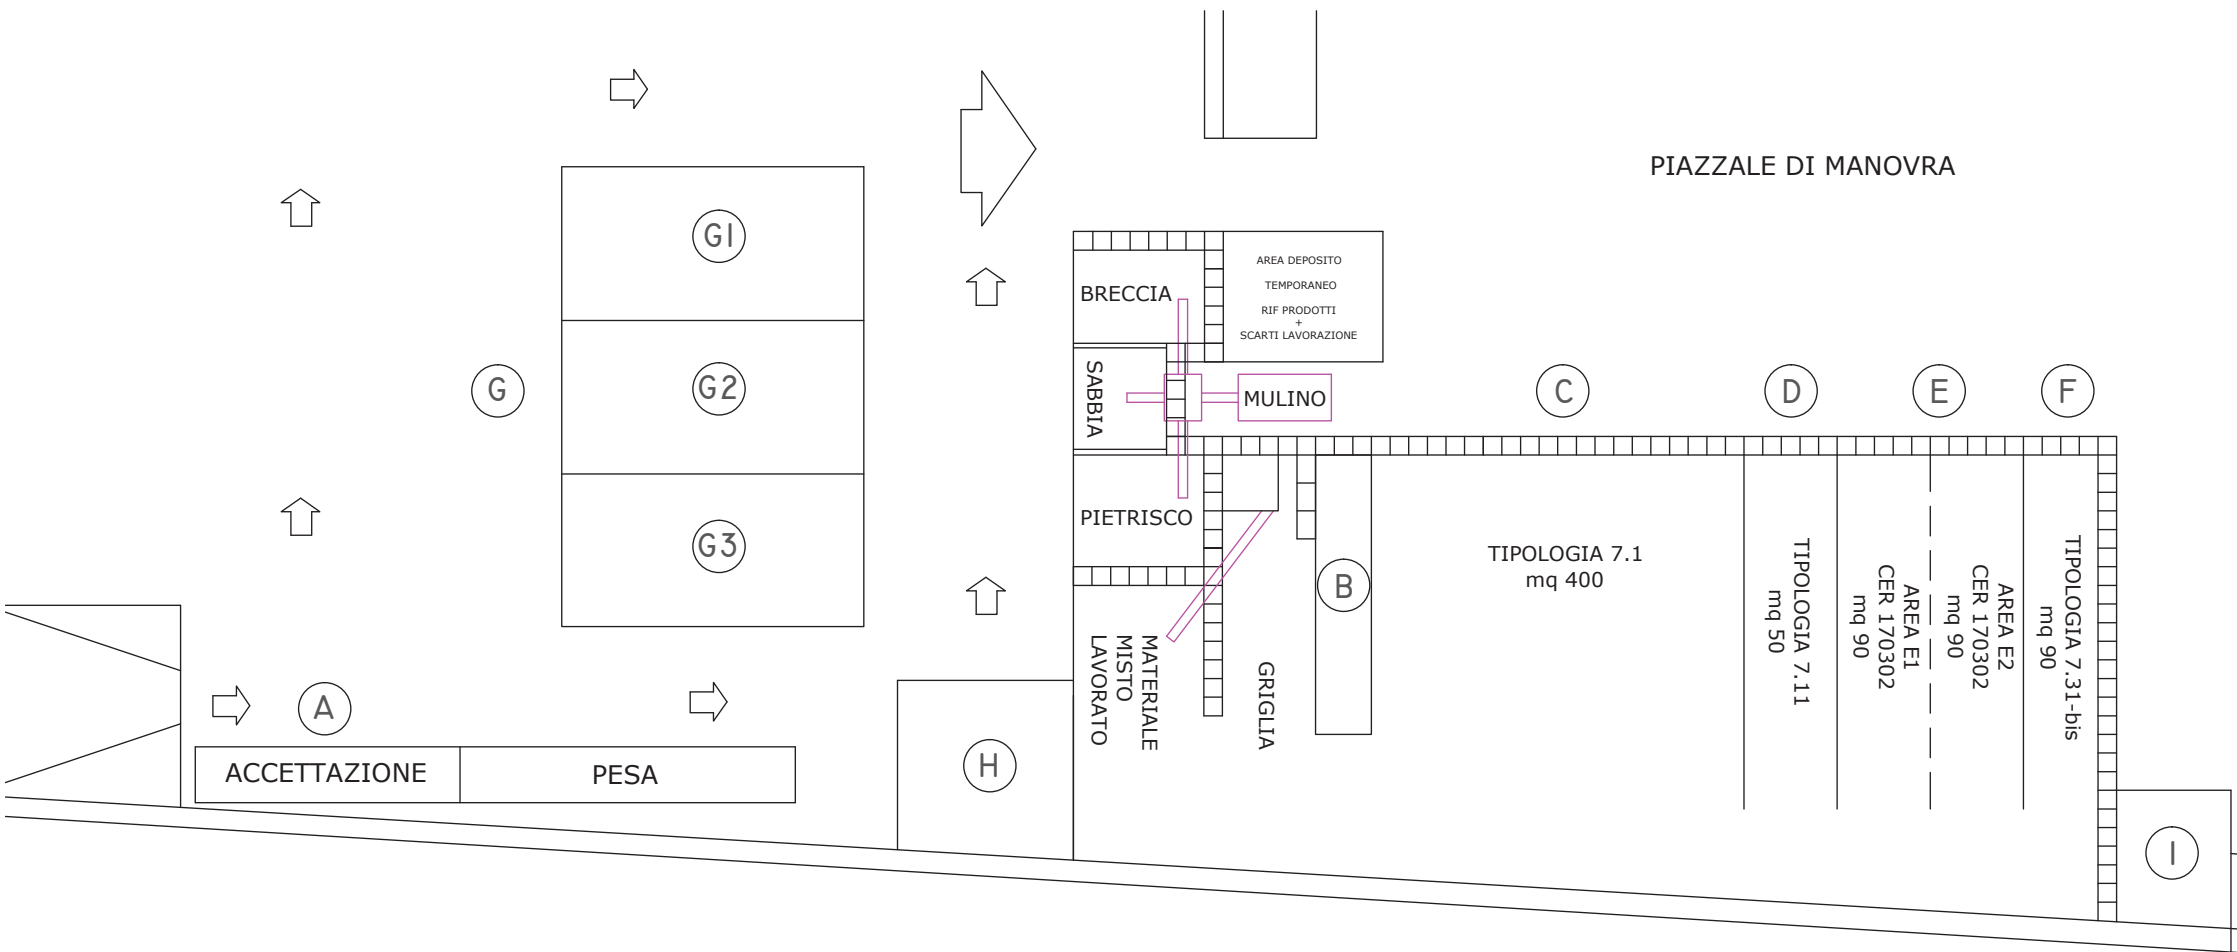 PIAZZALE DI MANOVRA
G1
G
G2
G3
BRECCIA
AREA DEPOSITO
TEMPORANEO
RIF PRODOTTI
+
SCARTI LAVORAZIONE
SABBIA
MULINO
C
D
E
F
PIETRISCO
B
TIPOLOGIA 7.1
mq 400
TIPOLOGIA 7.11
mq 50
AREA E1
CER 170302
mq 90
AREA E2
CER 170302
mq 90
TIPOLOGIA 7.31-bis
mq 90
MATERIALE
MISTO
LAVORATO
GRIGLIA
A
ACCETTAZIONE
PESA
H
I